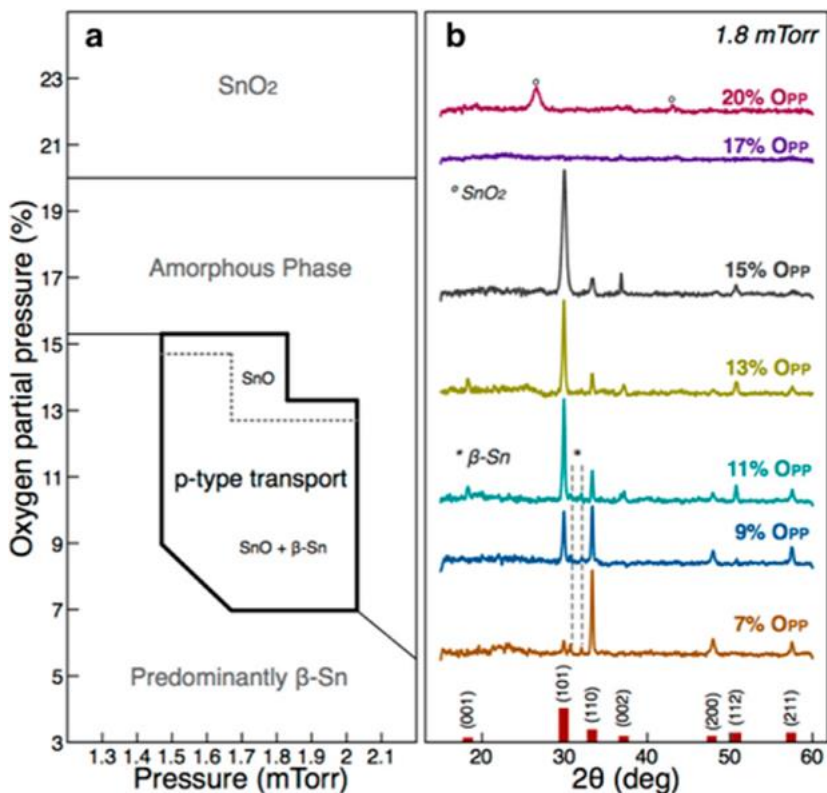 a
SnO2
Amorphous Phase
SnO
p-type transport
SnO + β-Sn
Predominantly β-Sn
Oxygen partial pressure (%)
23
21
19
17
15
13
11
9
7
5
3
1.3 1.4 1.5 1.6 1.7 1.8 1.9 2 2.1
Pressure (mTorr)
b
1.8 mTorr
20% OPP
17% OPP
° SnO2
15% OPP
13% OPP
* β-Sn
*
11% OPP
9% OPP
7% OPP
(001) (101) (110) (002) (200) (112) (211)
20 30 40 50 60
2θ (deg)